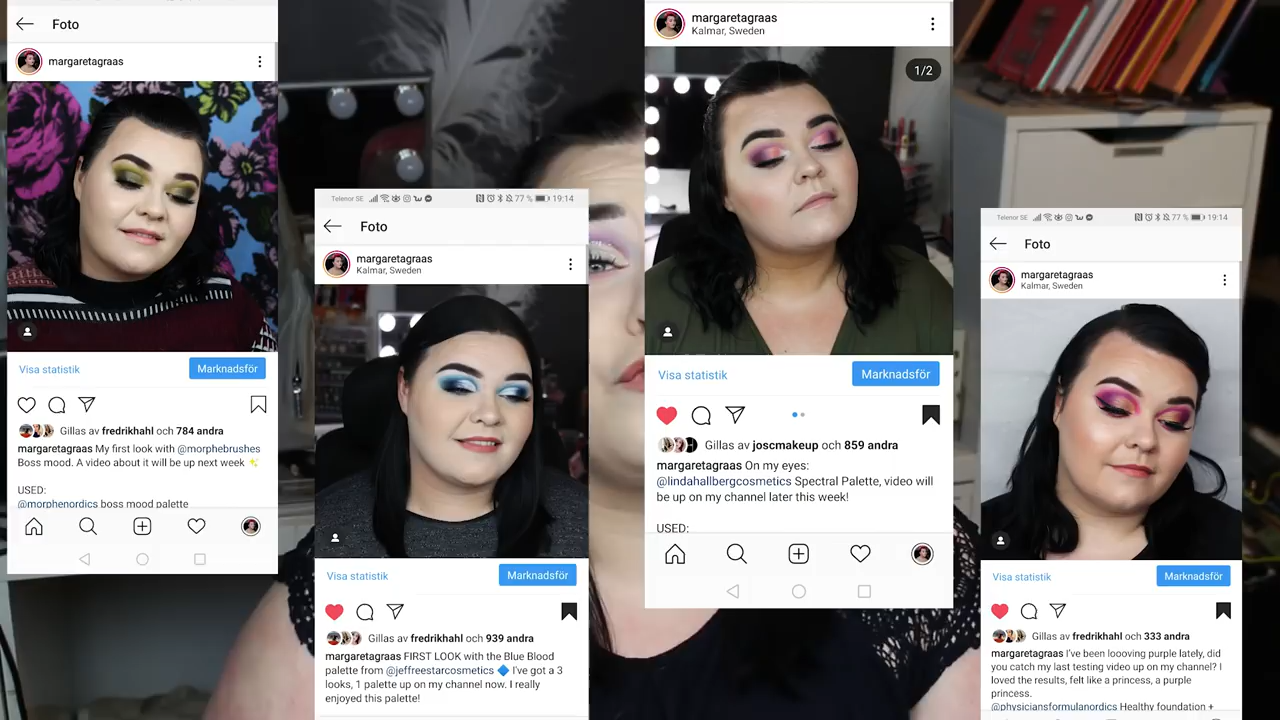 Foto
margaretagraas
Visa statistik
Marknadsför
Gillas av fredrikhahl och 784 andra
margaretagraas My first look with @morphebrushes
Boss mood. A video about it will be up next week ✨
USED:
@morphenordics boss mood palette
Telenor SE
77 %
19:14
Foto
margaretagraas
Kalmar, Sweden
Visa statistik
Marknadsför
Gillas av fredrikhahl och 939 andra
margaretagraas FIRST LOOK with the Blue Blood
palette from @jeffreestarcosmetics 🔷 I've got a 3
looks, 1 palette up on my channel now. I really
enjoyed this palette!
margaretagraas
Kalmar, Sweden
1/2
Visa statistik
Marknadsför
Gillas av joscmakeup och 859 andra
margaretagraas On my eyes:
@lindahallbergcosmetics Spectral Palette, video will
be up on my channel later this week!
USED:
Telenor SE
77 %
19:14
Foto
margaretagraas
Kalmar, Sweden
Visa statistik
Marknadsför
Gillas av fredrikhahl och 333 andra
margaretagraas I've been loooving purple lately, did
you catch my last testing video up on my channel? I
loved the results, felt like a princess, a purple
princess.
@physiciansformulanordics Healthy foundation +